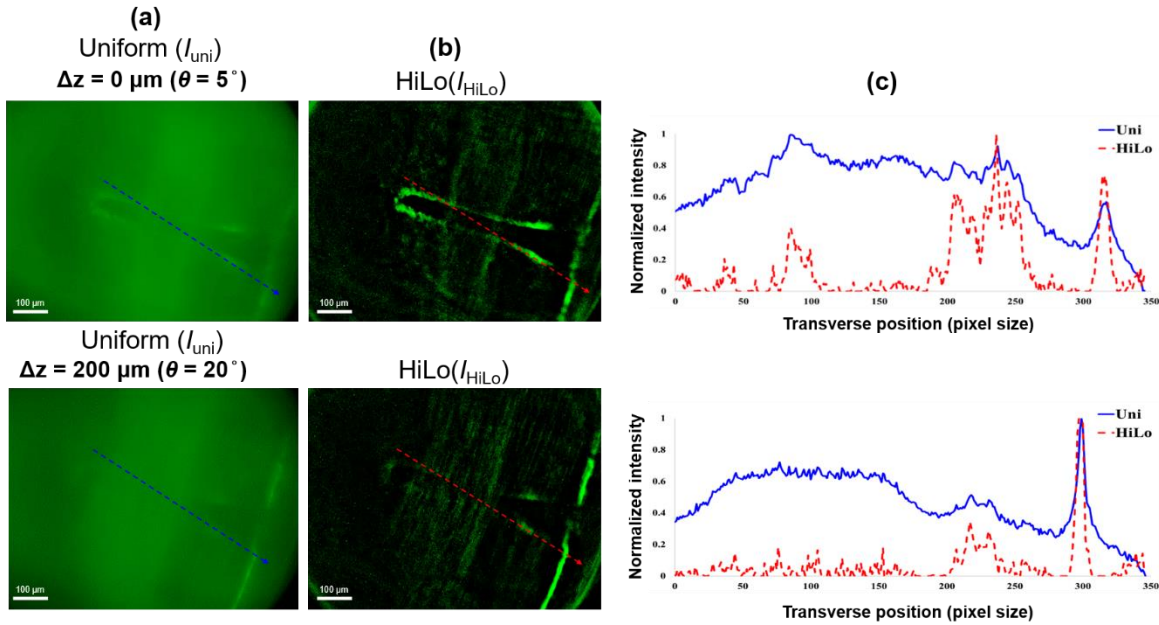 (a)
Uniform (Iuni)
Δz = 0 µm (θ = 5˚)
(b)
HiLo(IHiLo)
(c)
100 µm
100 µm
Normalized intensity
1
0.8
0.6
0.4
0.2
0
0 50 100 150 200 250 300 350
Transverse position (pixel size)
Uni
HiLo
Uniform (Iuni)
Δz = 200 µm (θ = 20˚)
HiLo(IHiLo)
100 µm
100 µm
Normalized intensity
1
0.8
0.6
0.4
0.2
0
0 50 100 150 200 250 300 350
Transverse position (pixel size)
Uni
HiLo